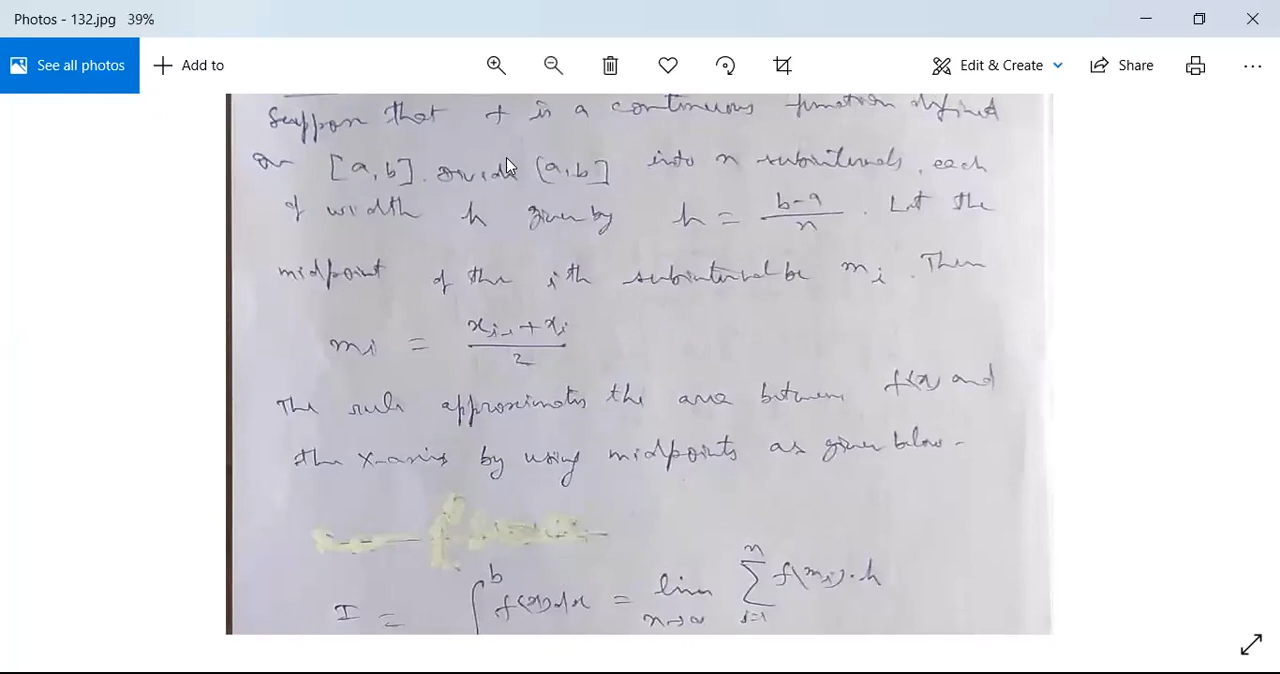 Photos - 132.jpg 39%
See all photos
Add to
Edit & Create
Share
Suppon that f is a continuous function defined
on [a, b]. Divide [a, b] into n subintervals, each
of width h given by h = b-a/n. Let the
midpoint of the ith subinterval be mi. Then
mi = xi-1 + xi / 2
The rule approximates the area between f(x) and
the x-axis by using midpoints as given below -
I = ∫ b f(x) dx = lim n→∞ n Σ i=1 f(mi). h